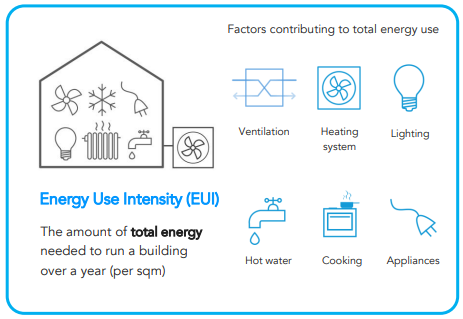 Factors contributing to total energy use
Ventilation
Heating
system
Lighting
Energy Use Intensity (EUI)
The amount of total energy
needed to run a building
over a year (per sqm)
Hot water
Cooking
Appliances